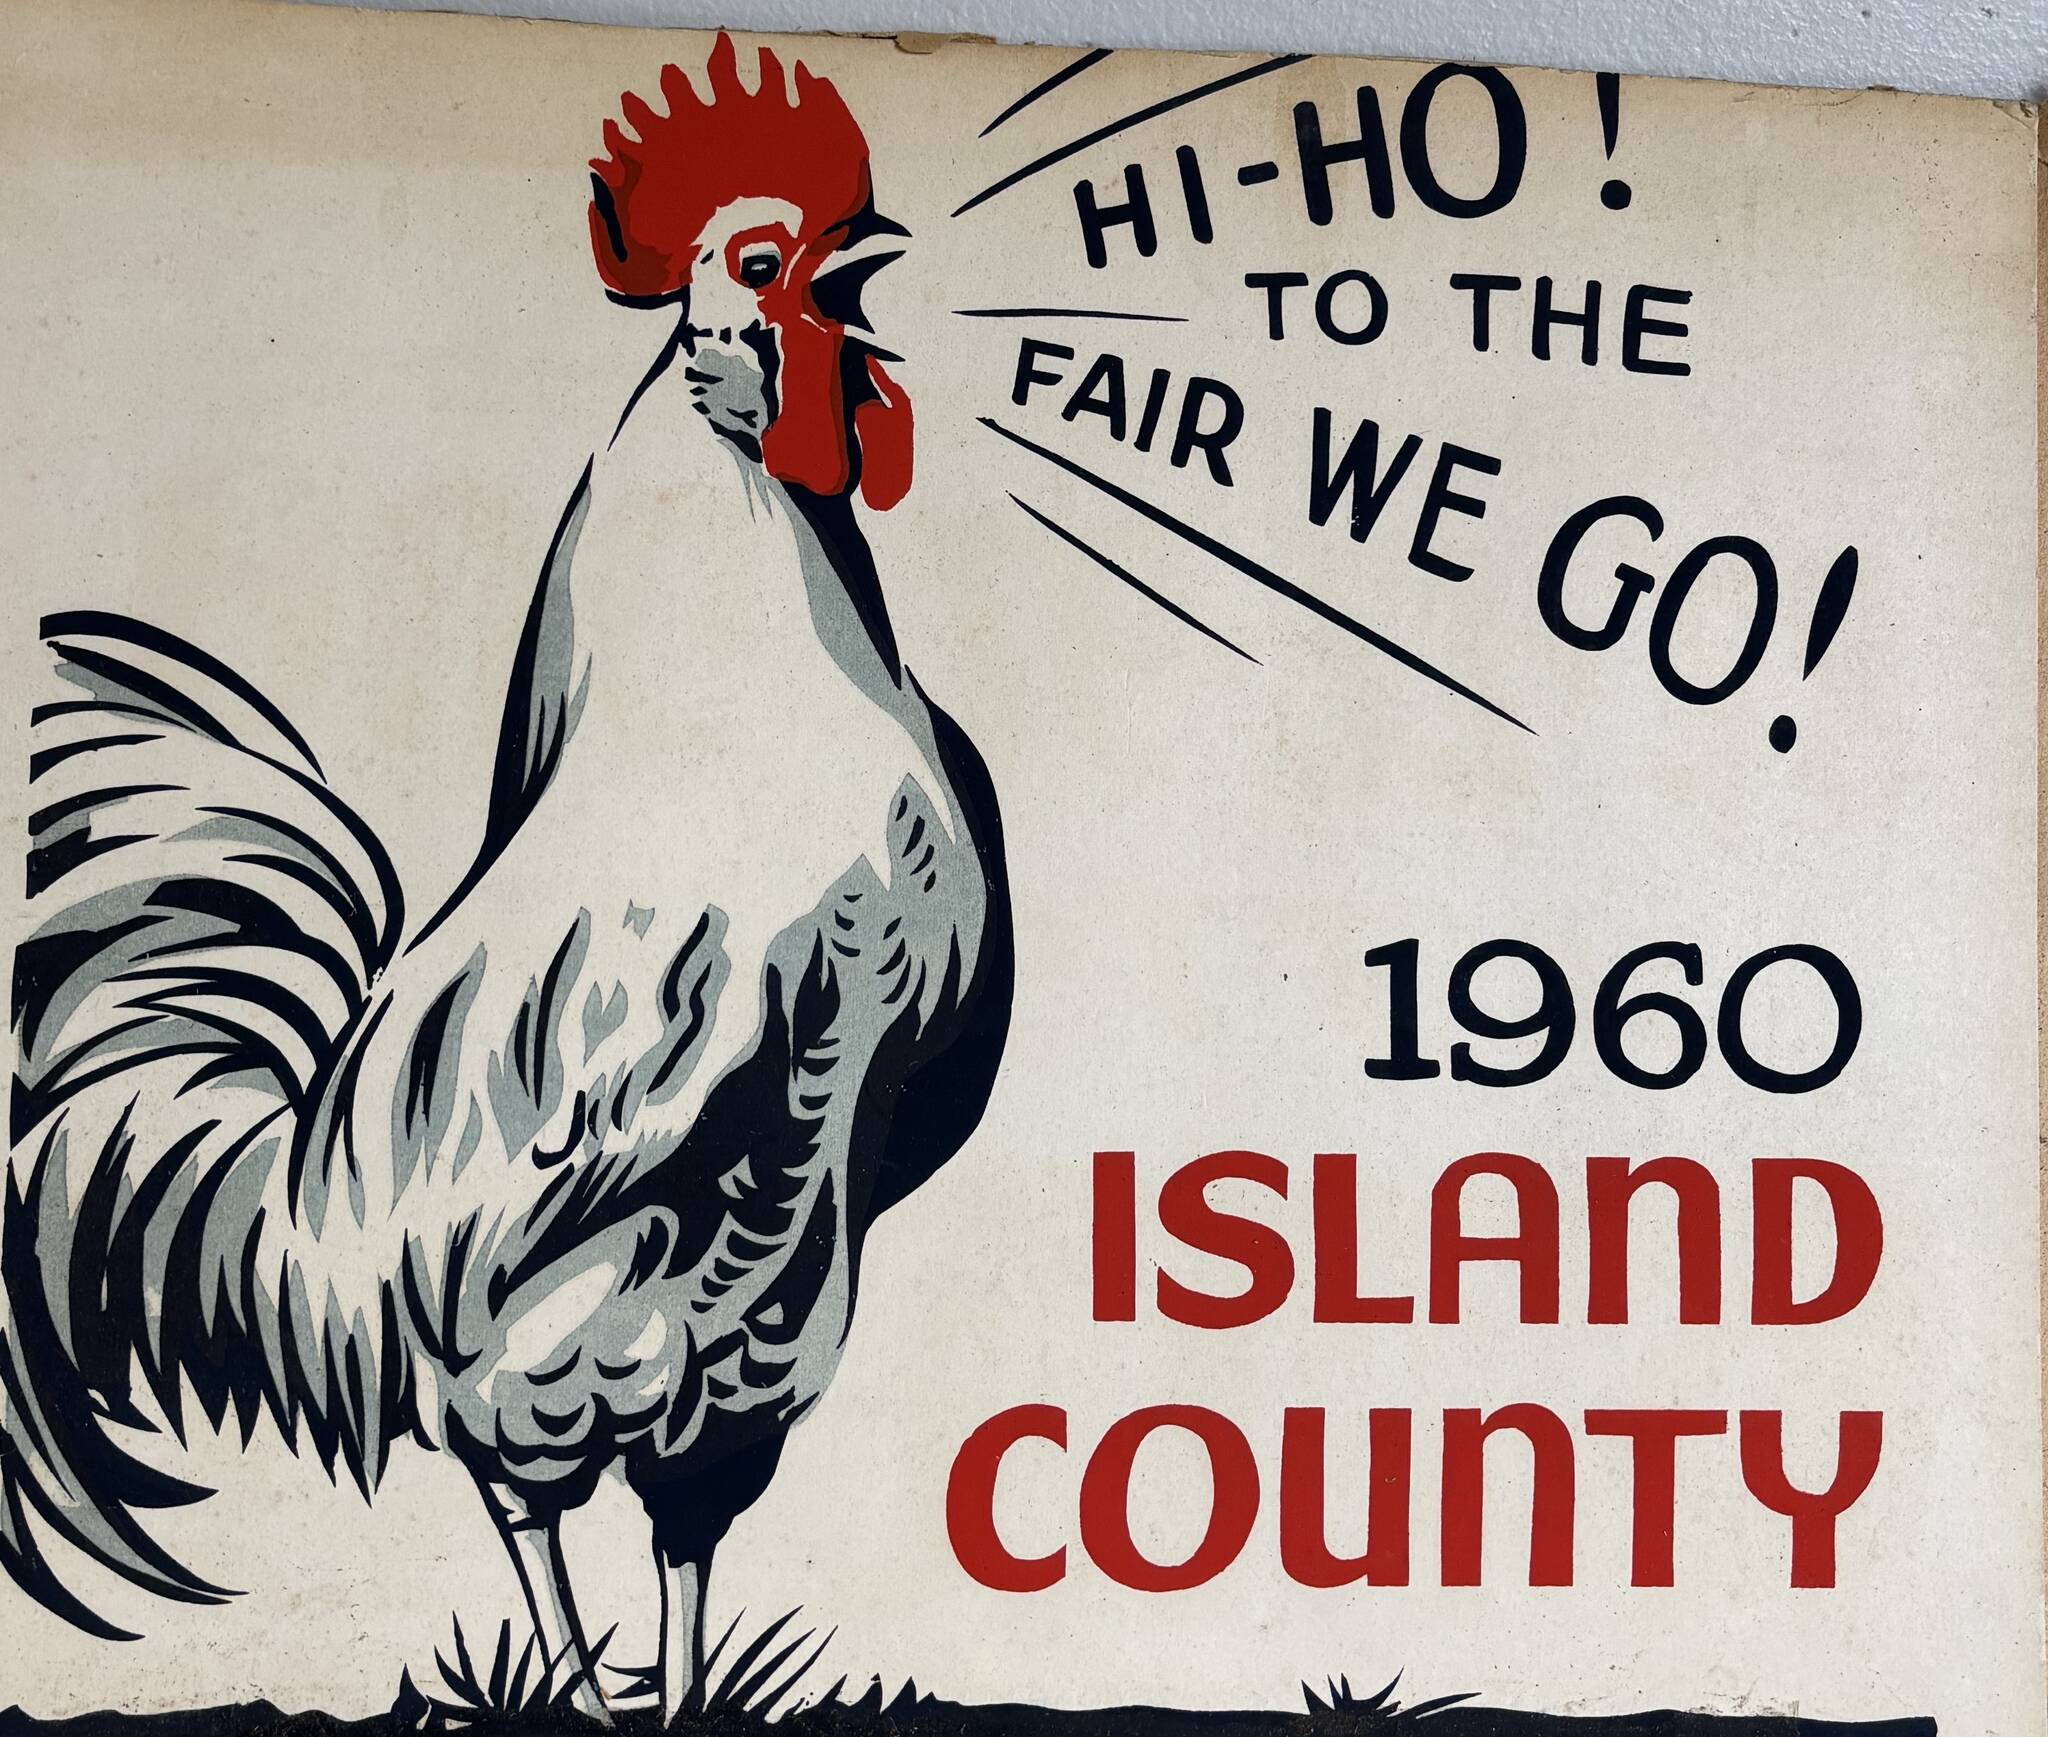 HI-HO!
TO THE
FAIR WE GO!
1960
ISLAND
COUNTY